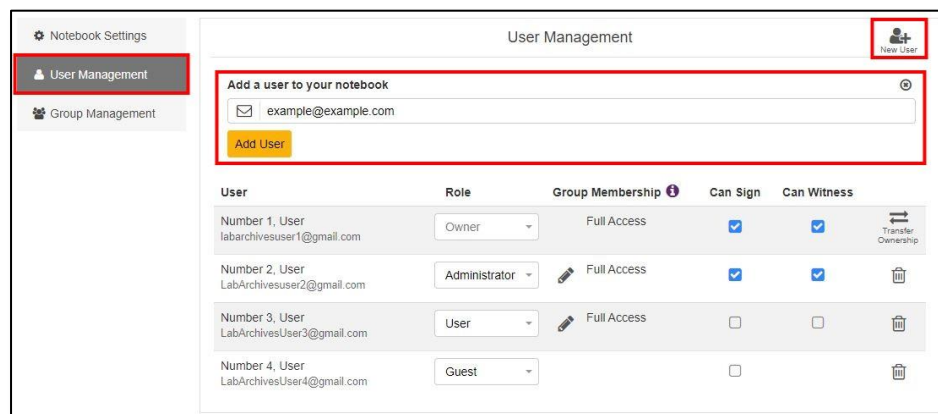 Notebook Settings
User Management
Group Management
User Management
New User
Add a user to your notebook
example@example.com
Add User
User Role Group Membership Can Sign Can Witness
Number 1, User Owner Full Access
labarchivesuser1@gmail.com
Transfer
Ownership
Number 2, User Administrator Full Access
LabArchivesuser2@gmail.com
Number 3, User User Full Access
LabArchivesUser3@gmail.com
Number 4, User Guest
LabArchivesUser4@gmail.com